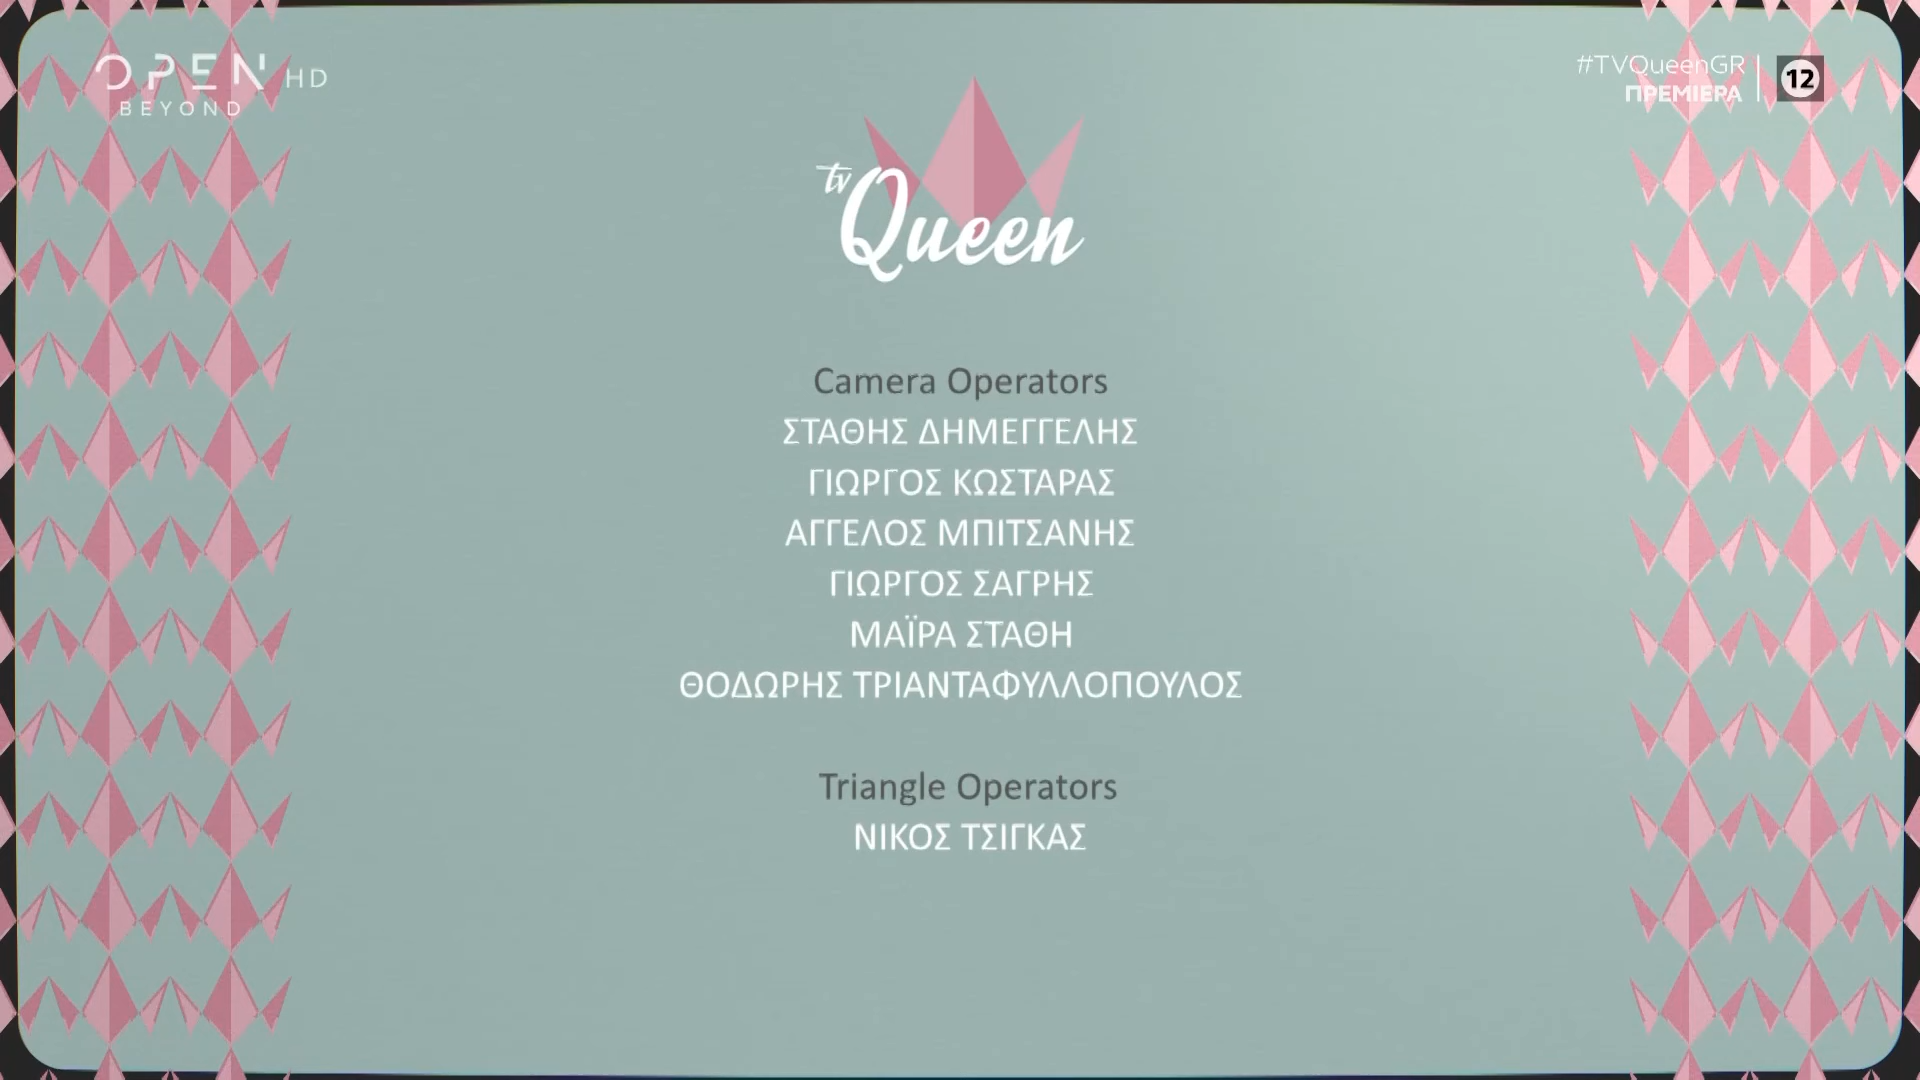 OPEN HD
BEYOND
#TVQueenGR
ΠΡΕΜΙΕΡΑ
12
tv
Queen
Camera Operators
ΣΤΑΘΗΣ ΔΗΜΕΓΓΕΛΗΣ
ΓΙΩΡΓΟΣ ΚΩΣΤΑΡΑΣ
ΑΓΓΕΛΟΣ ΜΠΙΤΣΑΝΗΣ
ΓΙΩΡΓΟΣ ΣΑΓΡΗΣ
ΜΑΪΡΑ ΣΤΑΘΗ
ΘΟΔΩΡΗΣ ΤΡΙΑΝΤΑΦΥΛΛΟΠΟΥΛΟΣ
Triangle Operators
ΝΙΚΟΣ ΤΣΙΓΚΑΣ